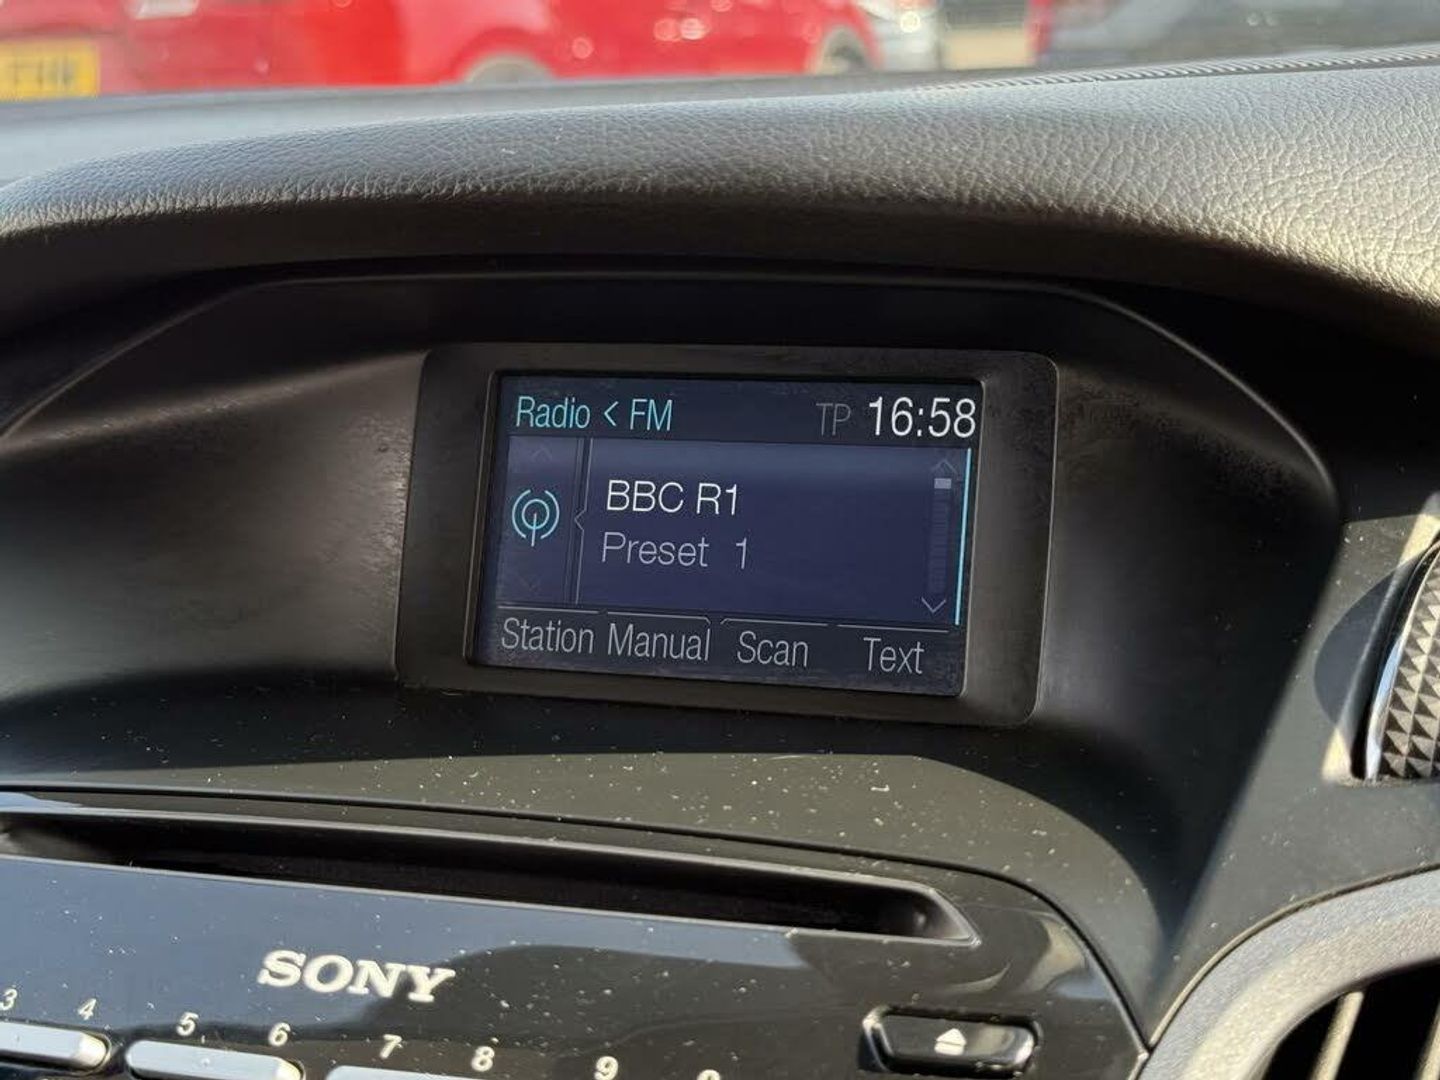 Radio < FM TP 16:58
BBC R1
Preset 1
Station Manual Scan Text
SONY
3 4 5 6 7 8 9 0